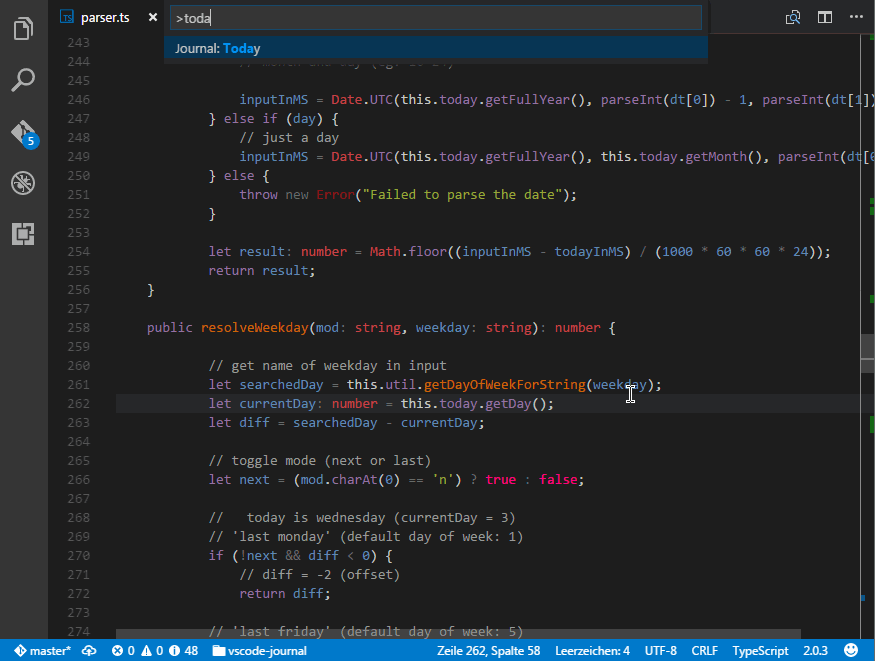 TS parser.ts ×
>toda
Journal: Today
243
244
245
246 inputInMS = Date.UTC(this.today.getFullYear(), parseInt(dt[0]) - 1, parseInt(dt[1])
247 } else if (day) {
248 // just a day
249 inputInMS = Date.UTC(this.today.getFullYear(), this.today.getMonth(), parseInt(dt[0
250 } else {
251 throw new Error("Failed to parse the date");
252 }
253
254 let result: number = Math.floor((inputInMS - todayInMS) / (1000 * 60 * 60 * 24));
255 return result;
256 }
257
258 public resolveWeekday(mod: string, weekday: string): number {
259
260 // get name of weekday in input
261 let searchedDay = this.util.getDayOfWeekForString(weekday);
262 let currentDay: number = this.today.getDay();
263 let diff = searchedDay - currentDay;
264
265 // toggle mode (next or last)
266 let next = (mod.charAt(0) == 'n') ? true : false;
267
268 //   today is wednesday (currentDay = 3)
269 // 'last monday' (default day of week: 1)
270 if (!next && diff < 0) {
271 // diff = -2 (offset)
272 return diff;
273
274 // 'last friday' (default day of week: 5)
5
master* 0 0 48 vscode-journal Zeile 262, Spalte 58 Leerzeichen: 4 UTF-8 CRLF TypeScript 2.0.3